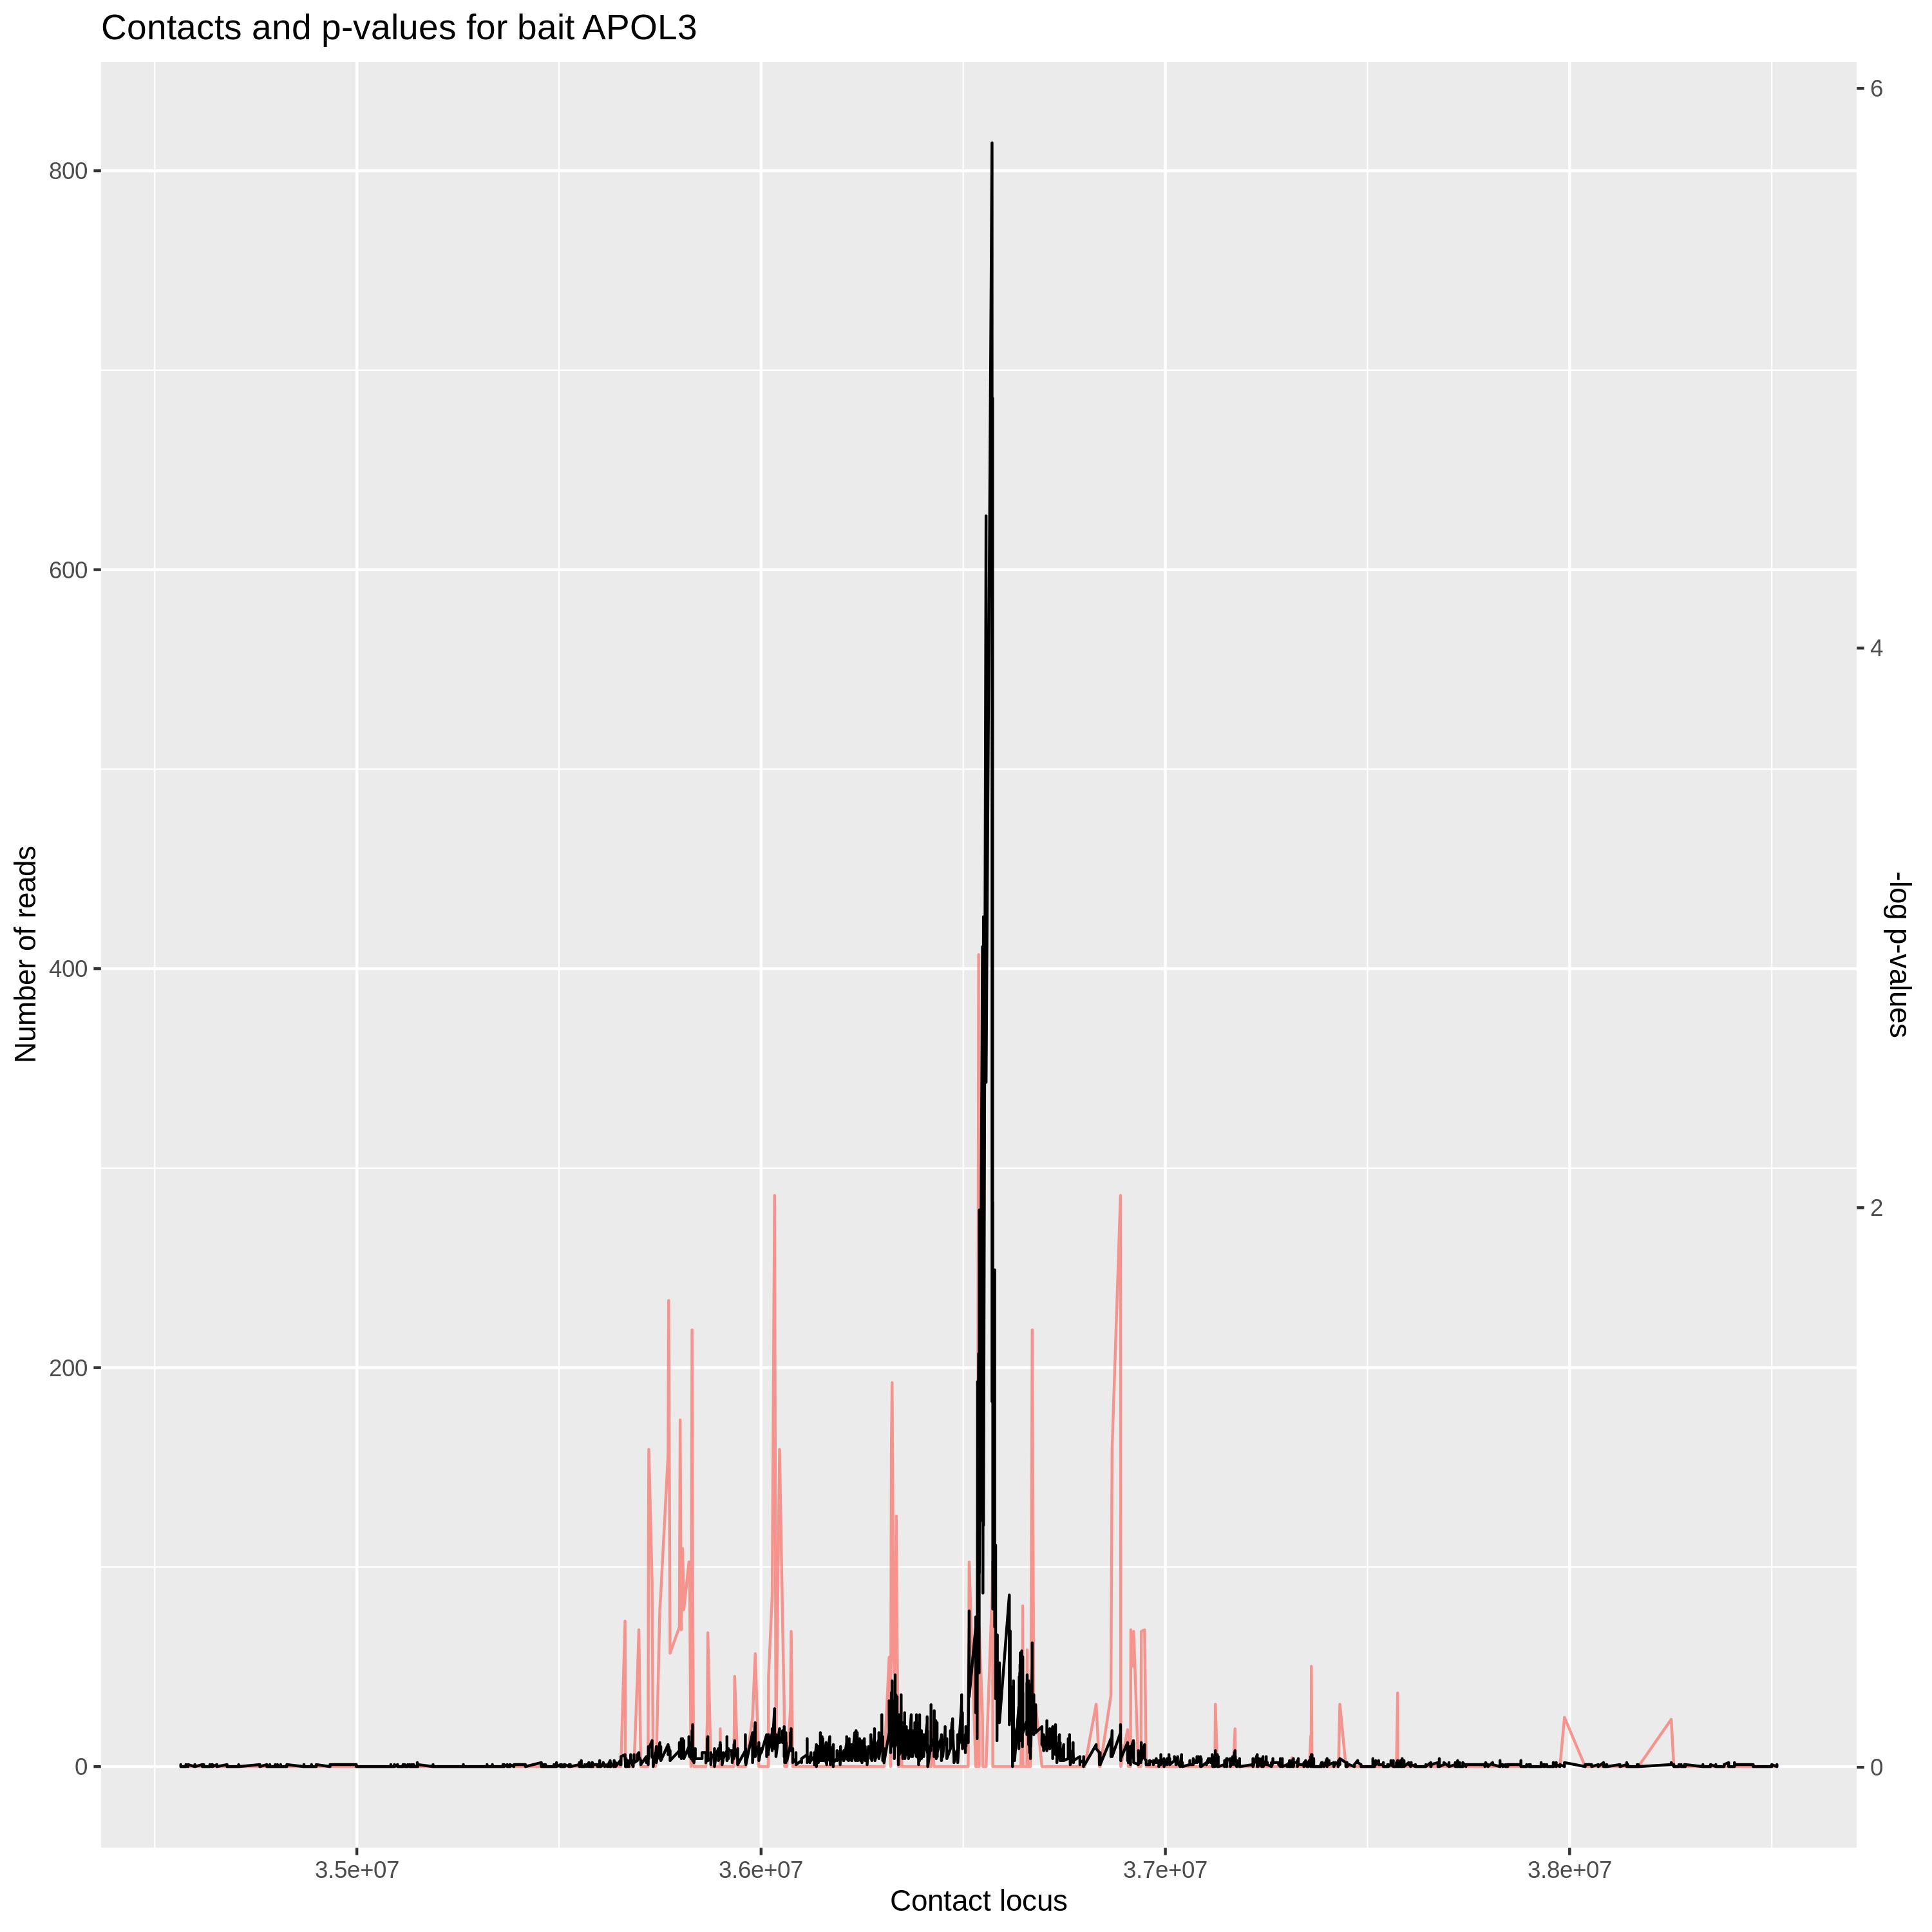 Contacts and p-values for bait APOL3
800
600
400
200
0
6
4
2
0
Number of reads
-log p-values
3.5e+07 3.6e+07 3.7e+07 3.8e+07
Contact locus